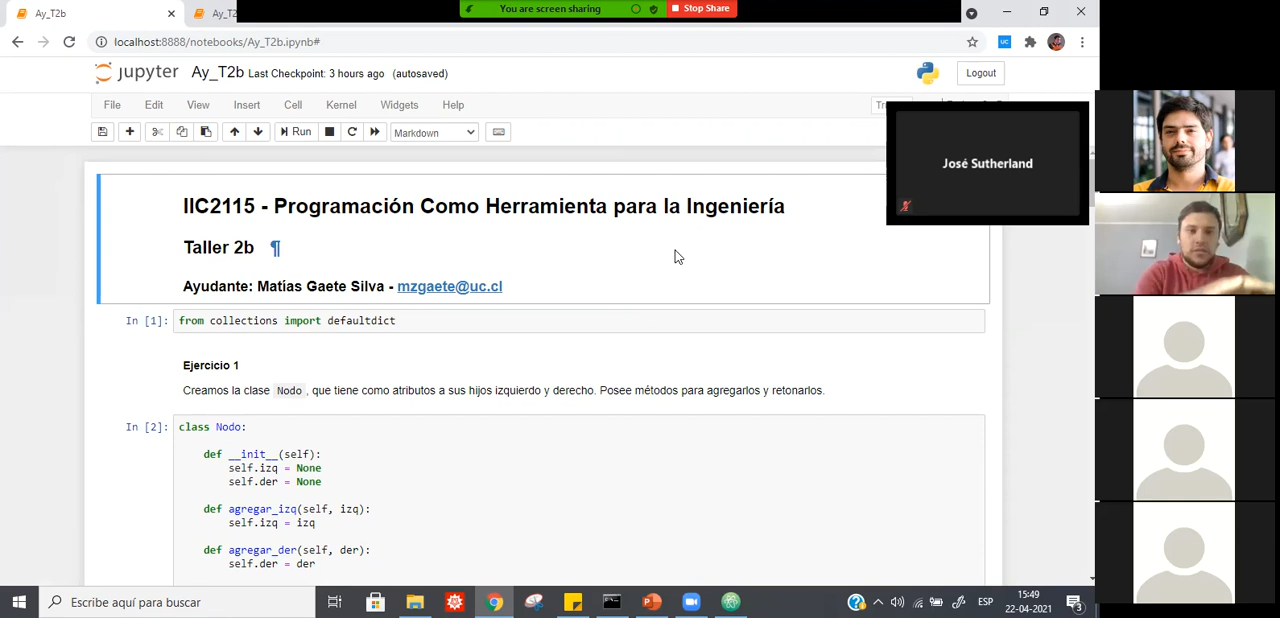 Ay_T2b
Ay_T2
You are screen sharing
Stop Share
localhost:8888/notebooks/Ay_T2b.ipynb#
UC
jupyter Ay_T2b Last Checkpoint: 3 hours ago (autosaved)
Logout
File Edit View Insert Cell Kernel Widgets Help
Run
Markdown
José Sutherland
IIC2115 - Programación Como Herramienta para la Ingeniería
Taller 2b ¶
Ayudante: Matias Gaete Silva - mzgaete@uc.cl
In [1]: from collections import defaultdict
Ejercicio 1
Creamos la clase Nodo , que tiene como atributos a sus hijos izquierdo y derecho. Posee métodos para agregarlos y retonarlos.
In [2]: class Nodo:
def __init__(self):
self.izq = None
self.der = None
def agregar_izq(self, izq):
self.izq = izq
def agregar_der(self, der):
self.der = der
Escribe aquí para buscar
ESP
15:49
22-04-2021
3